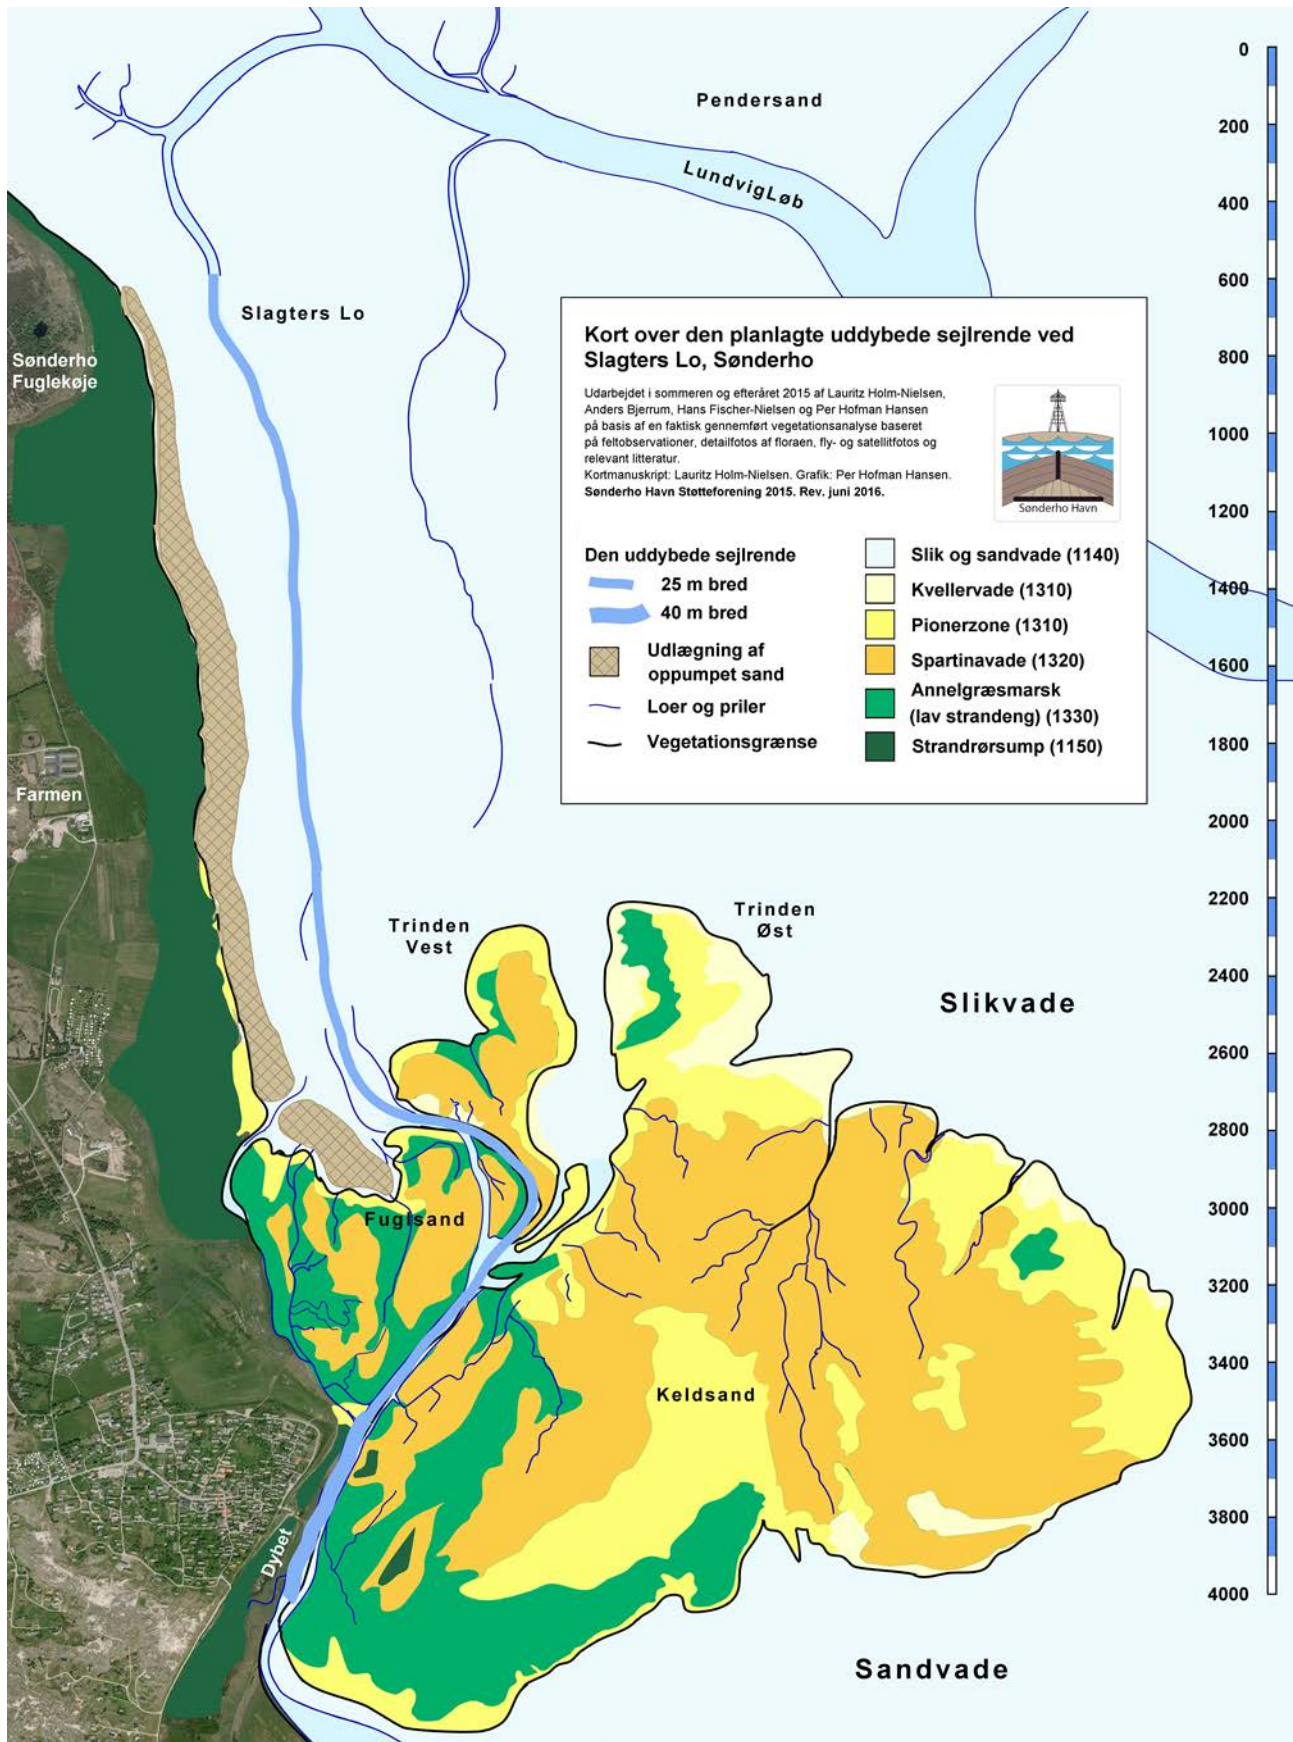 Pendersand
LundvigLøb
Slagters Lo
Sønderho
Fuglekøje
Kort over den planlagte uddybede sejlrende ved
Slagters Lo, Sønderho
Udarbejdet i sommeren og efteråret 2015 af Lauritz Holm-Nielsen,
Anders Bjerrum, Hans Fischer-Nielsen og Per Hofman Hansen
på basis af en faktisk gennemført vegetationsanalyse baseret
på feltobservationer, detailfotos af floraen, fly- og satellitfotos og
relevant litteratur.
Kortmanuskript: Lauritz Holm-Nielsen. Grafik: Per Hofman Hansen.
Sønderho Havn Støtteforening 2015. Rev. juni 2016.
Sønderho Havn
Den uddybede sejlrende
25 m bred
40 m bred
Udlægning af
oppumpet sand
Loer og priler
Vegetationsgrænse
Slik og sandvade (1140)
Kvellervade (1310)
Pionerzone (1310)
Spartinavade (1320)
Annelgræsmarsk
(lav strandeng) (1330)
Strandrørsump (1150)
Farmen
Trinden
Vest
Trinden
Øst
Slikvade
Fuglsand
Keldsand
Dybet
Sandvade
0
200
400
600
800
1000
1200
1400
1600
1800
2000
2200
2400
2600
2800
3000
3200
3400
3600
3800
4000